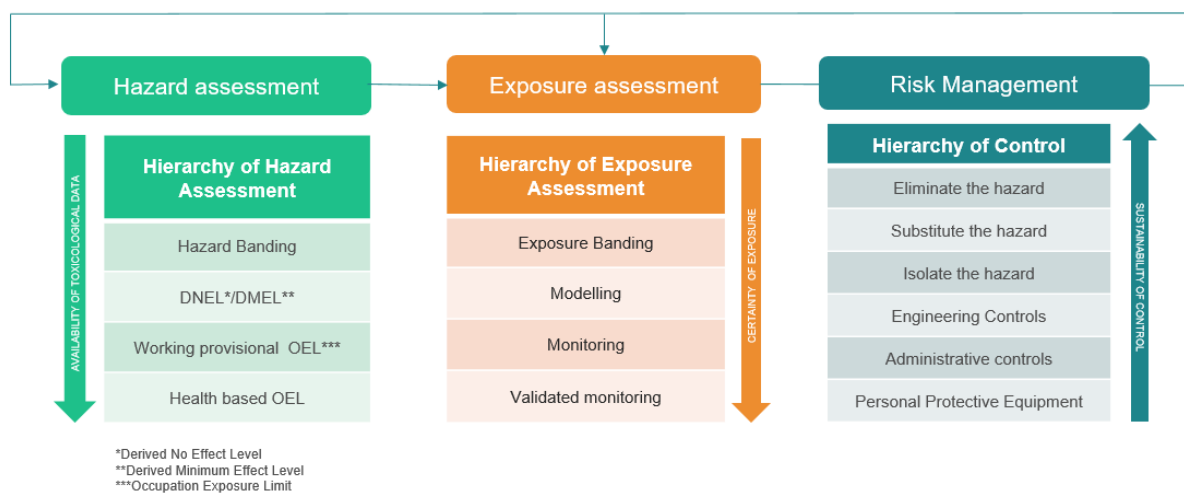 Hazard assessment
Exposure assessment
Risk Management
AVAILABILITY OF TOXICOLOGICAL DATA
Hierarchy of Hazard
Assessment
Hazard Banding
DNEL*/DMEL**
Working provisional OEL***
Health based OEL
Hierarchy of Exposure
Assessment
Exposure Banding
Modelling
Monitoring
Validated monitoring
CERTAINTY OF EXPOSURE
Hierarchy of Control
Eliminate the hazard
Substitute the hazard
Isolate the hazard
Engineering Controls
Administrative controls
Personal Protective Equipment
SUSTAINABILITY OF CONTROL
*Derived No Effect Level
**Derived Minimum Effect Level
***Occupation Exposure Limit